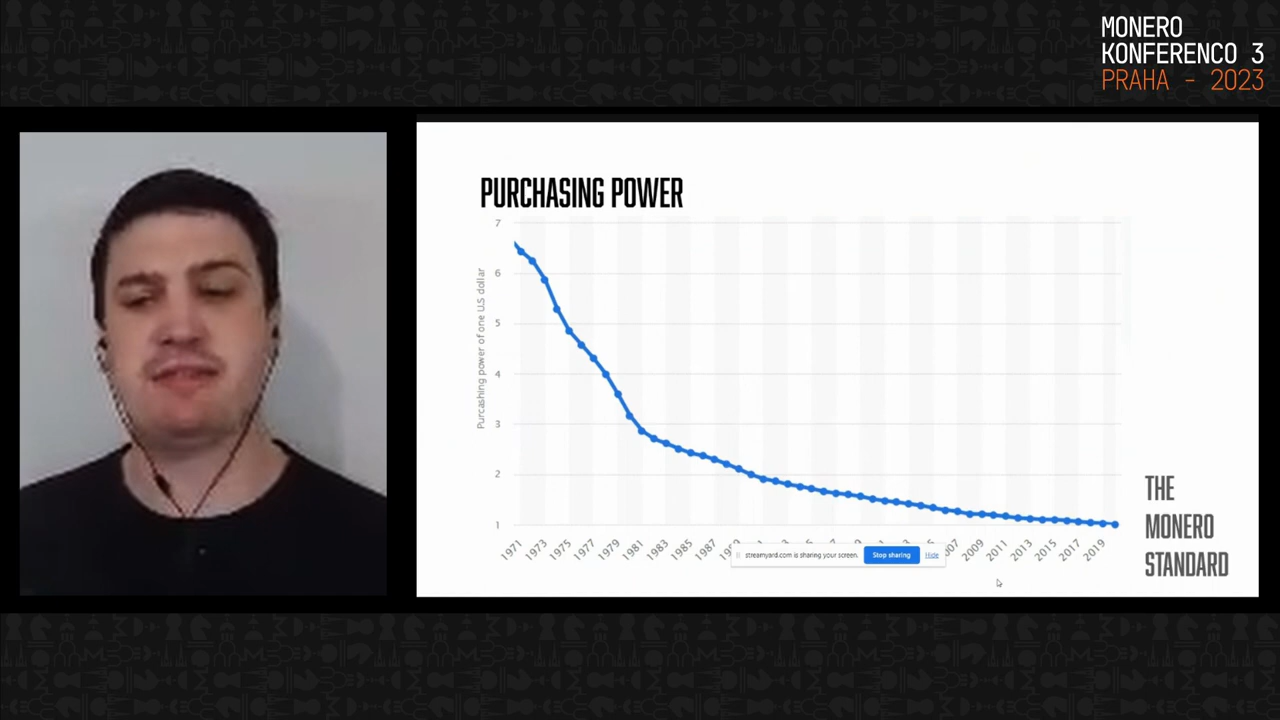 MONERO
KONFERENCO 3
PRAHA - 2023
PURCHASING POWER
Purcashing power of one U.S dollar
7
6
5
4
3
2
1
1971
1973
1975
1977
1979
1981
1983
1985
1987
2009
2011
2013
2015
2017
2019
streamyard.com is sharing your screen.
Stop sharing
Hide
THE
MONERO
STANDARD